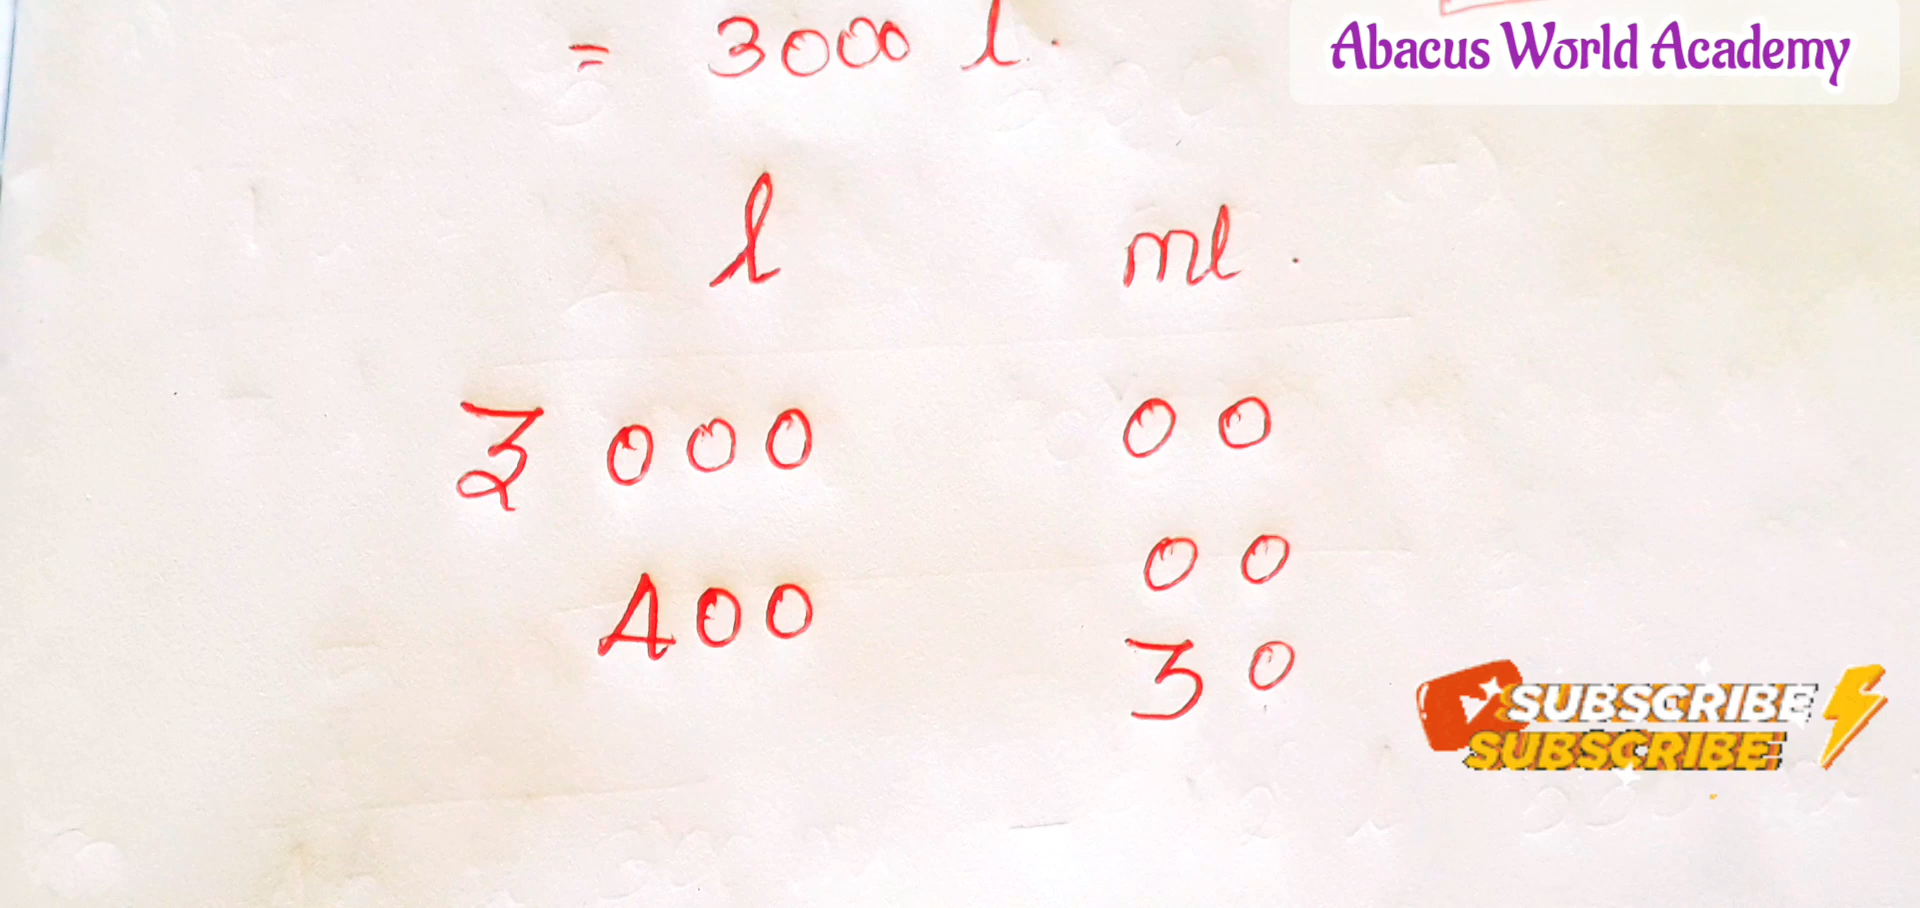 = 3000 l.
Abacus World Academy
l ml.
3000 00
00
400
30
SUBSCRIBE
SUBSCRIBE